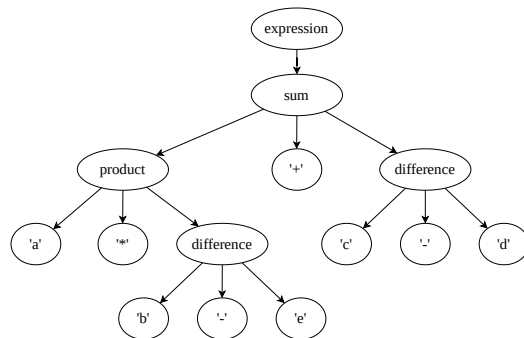 expression
sum
product '+' difference
'a' '*' difference 'c' '-' 'd'
'b' '-' 'e'